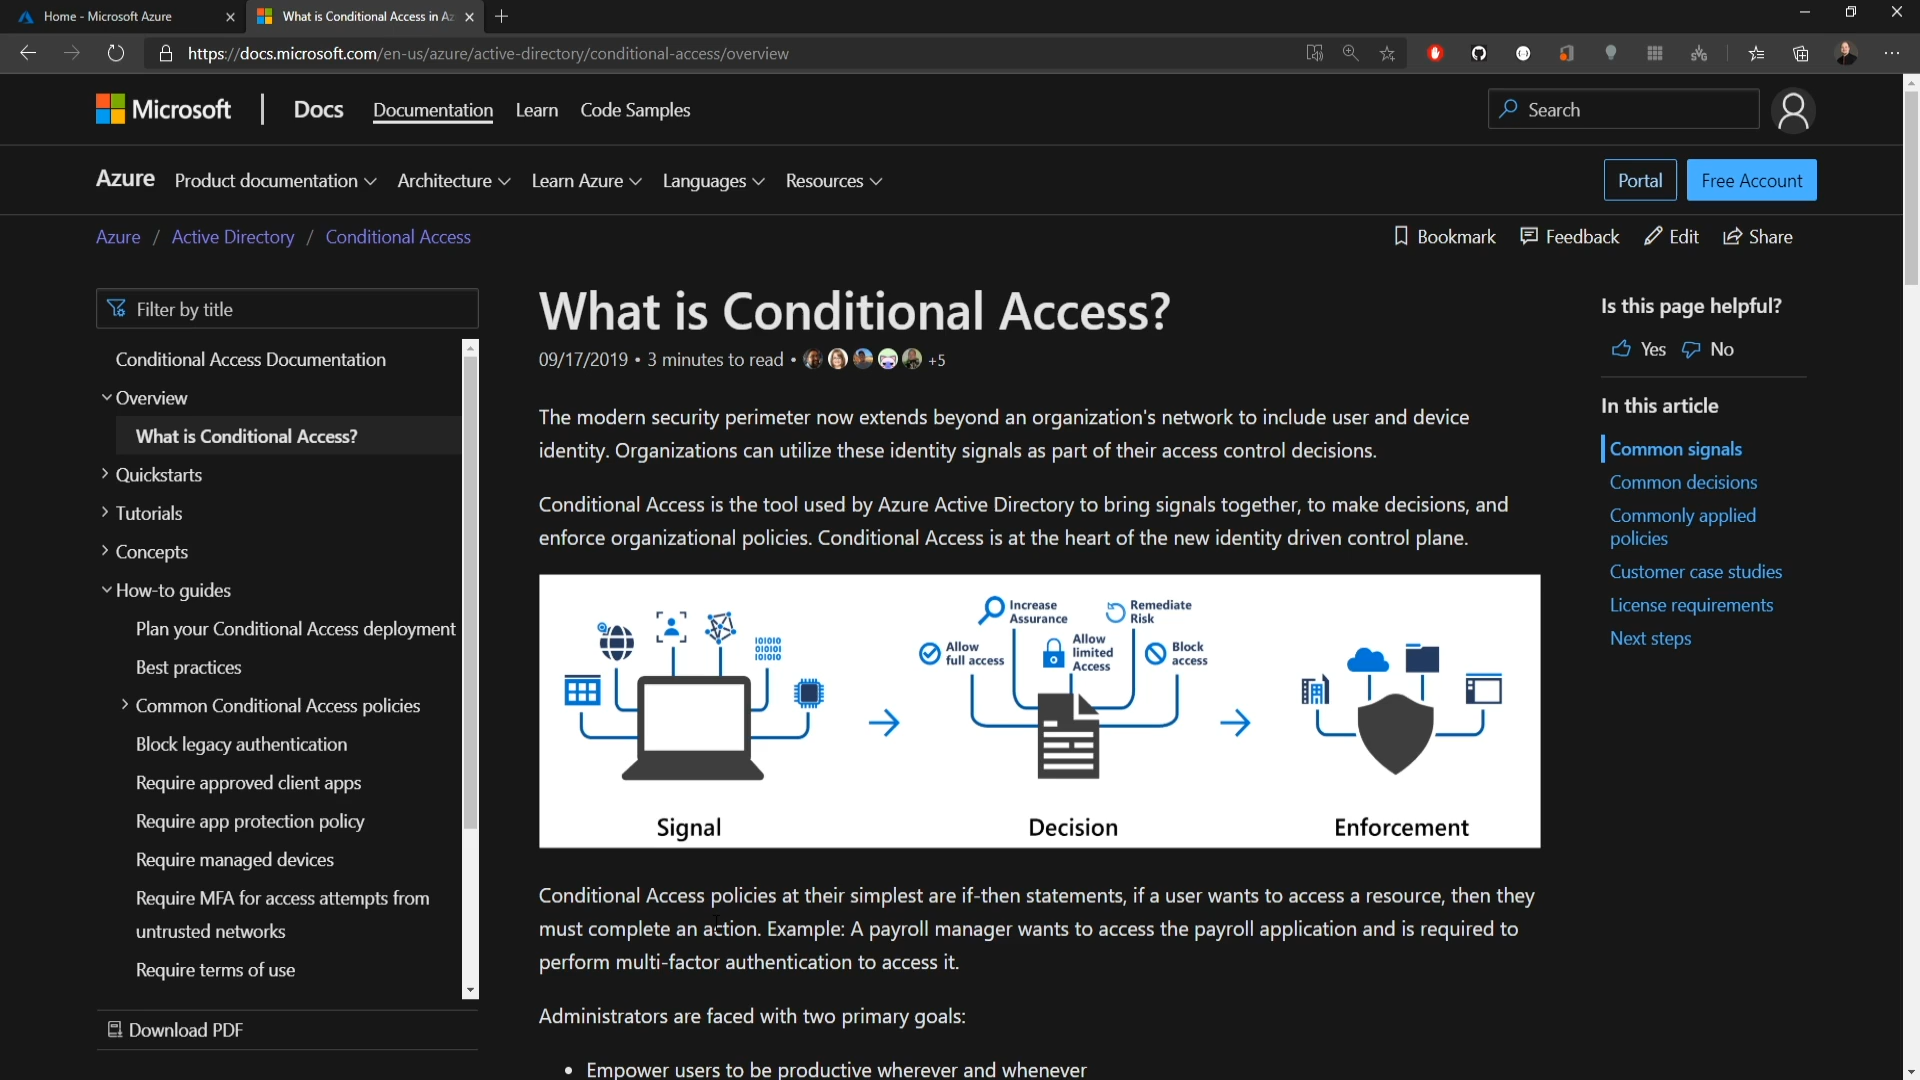 Home - Microsoft Azure
What is Conditional Access in Az
https://docs.microsoft.com/en-us/azure/active-directory/conditional-access/overview
Microsoft
Docs
Documentation
Learn
Code Samples
Search
Azure
Product documentation
Architecture
Learn Azure
Languages
Resources
Portal
Free Account
Azure / Active Directory / Conditional Access
Bookmark
Feedback
Edit
Share
Filter by title
Conditional Access Documentation
Overview
What is Conditional Access?
Quickstarts
Tutorials
Concepts
How-to guides
Plan your Conditional Access deployment
Best practices
Common Conditional Access policies
Block legacy authentication
Require approved client apps
Require app protection policy
Require managed devices
Require MFA for access attempts from
untrusted networks
Require terms of use
Download PDF
What is Conditional Access?
09/17/2019 • 3 minutes to read • +5
The modern security perimeter now extends beyond an organization's network to include user and device
identity. Organizations can utilize these identity signals as part of their access control decisions.
Conditional Access is the tool used by Azure Active Directory to bring signals together, to make decisions, and
enforce organizational policies. Conditional Access is at the heart of the new identity driven control plane.
010110
010101
010101
Signal
Increase
Assurance
Remediate
Risk
Allow
full access
Allow
limited
Access
Block
access
Decision
Enforcement
Conditional Access policies at their simplest are if-then statements, if a user wants to access a resource, then they
must complete an action. Example: A payroll manager wants to access the payroll application and is required to
perform multi-factor authentication to access it.
Administrators are faced with two primary goals:
• Empower users to be productive wherever and whenever
Is this page helpful?
Yes
No
In this article
Common signals
Common decisions
Commonly applied
policies
Customer case studies
License requirements
Next steps